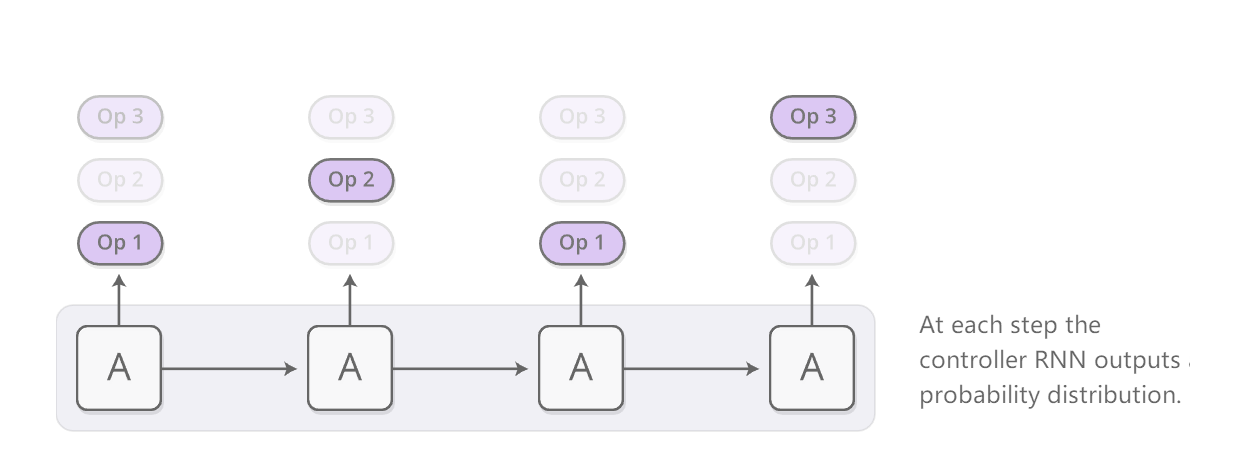 Op 3 Op 3 Op 3 Op 3
Op 2 Op 2 Op 2 Op 2
Op 1 Op 1 Op 1 Op 1
A A A A
At each step the
controller RNN outputs
probability distribution.